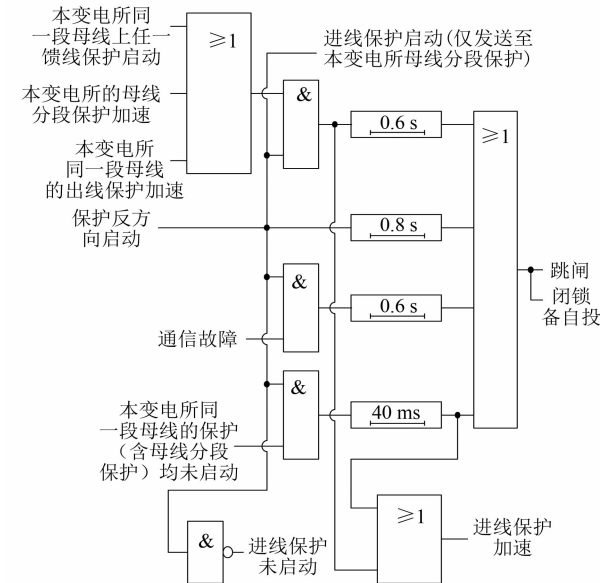 本变电所同
一段母线上任一
馈线保护启动
≥1
进线保护启动(仅发送至
本变电所母线分段保护)
本变电所的母线
分段保护加速
&
0.6 s
≥1
本变电所
同一段母线
的出线保护加速
保护反方
向启动
0.8 s
&
跳闸
闭锁
备自投
0.6 s
通信故障
&
本变电所同
一段母线的保护
（含母线分段
保护）均未启动
40 ms
≥1
进线保护
加速
&
进线保护
未启动